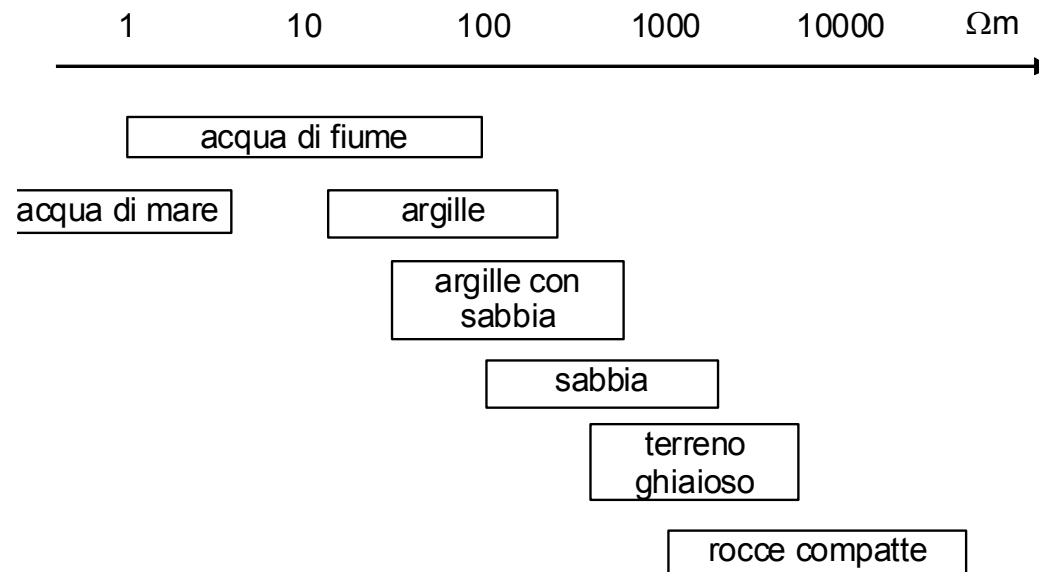 1 10 100 1000 10000 Ωm
acqua di fiume
acqua di mare argille
argille con
sabbia
sabbia
terreno
ghiaioso
rocce compatte